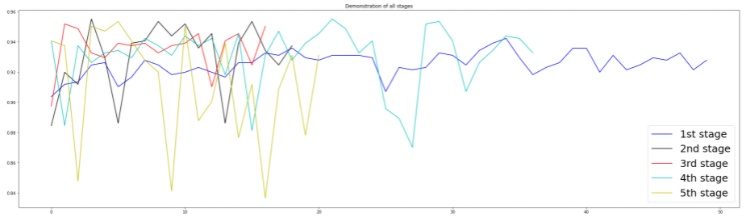 Demonstration of all stages
0.96
0.94
0.92
0.90
0.88
0.86
0.84
0
10
20
30
40
50
1st stage
2nd stage
3rd stage
4th stage
5th stage